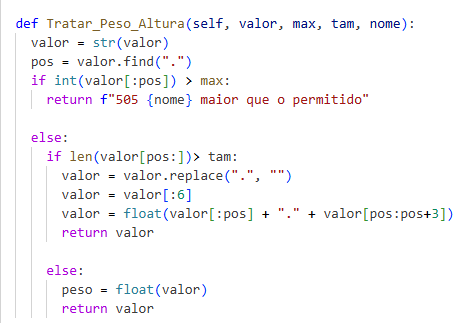 def Tratar_Peso_Altura(self, valor, max, tam, nome):
valor = str(valor)
pos = valor.find(".")
if int(valor[:pos]) > max:
return f"505 {nome} maior que o permitido"
else:
if len(valor[pos:])> tam:
valor = valor.replace(".", "")
valor = valor[:6]
valor = float(valor[:pos] + "." + valor[pos:pos+3])
return valor
else:
peso = float(valor)
return valor